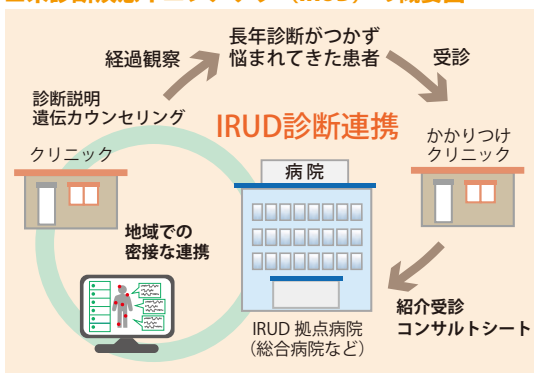 長年診断がつかず
悩まれてきた患者
経過観察
受診
診断説明
遺伝カウンセリング
IRUD診断連携
クリニック
かかりつけ
クリニック
病院
地域での
密接な連携
IRUD 拠点病院
（総合病院など）
紹介受診
コンサルトシート